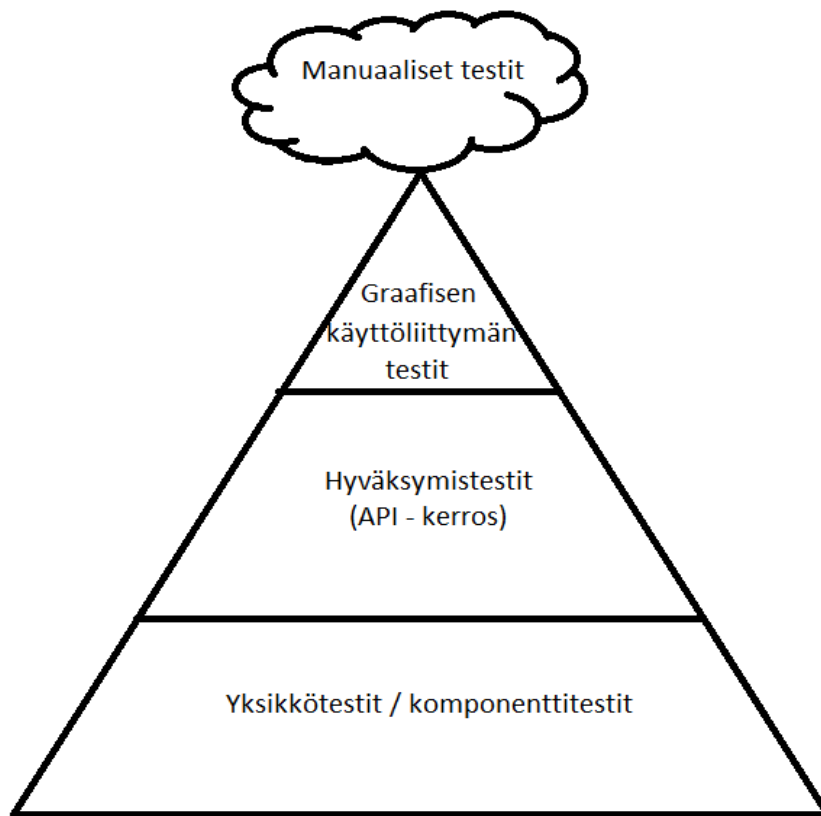 Manuaaliset testit
Graafisen
käyttöliittymän
testit
Hyväksymistestit
(API - kerros)
Yksikkötestit / komponenttitestit